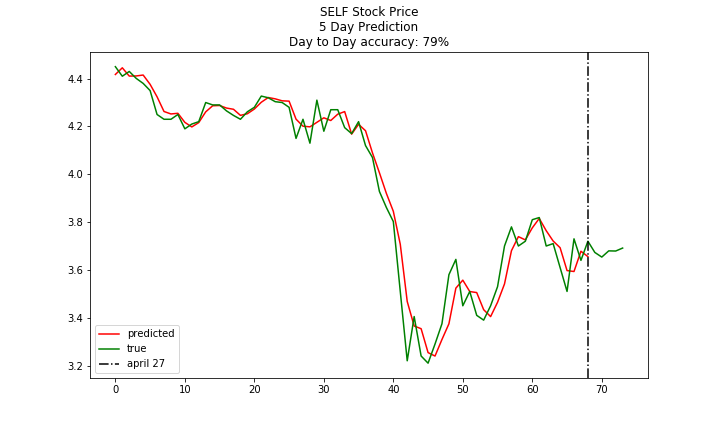 SELF Stock Price
5 Day Prediction
Day to Day accuracy: 79%
4.4
4.2
4.0
3.8
3.6
3.4
3.2
predicted
true
april 27
0 10 20 30 40 50 60 70